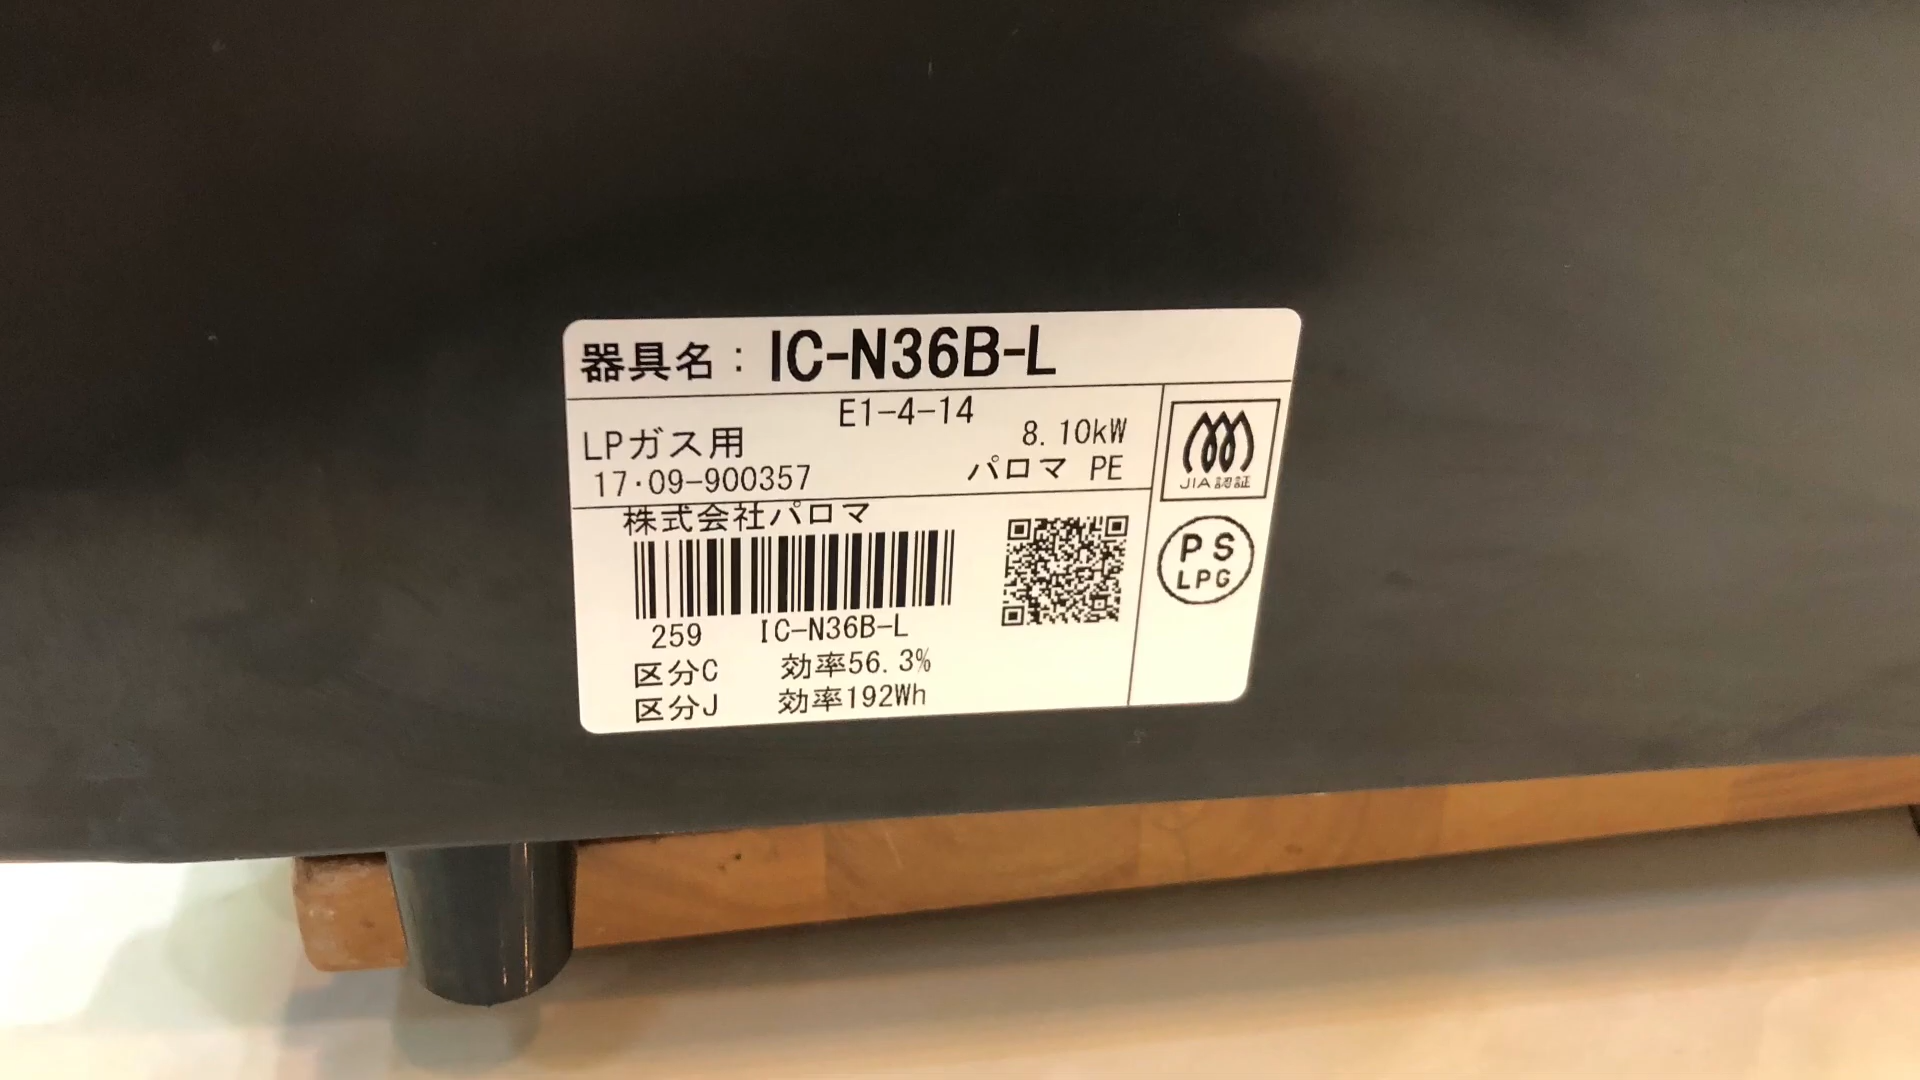 器具名：IC-N36B-L
E1-4-14
LPガス用 8.10kW
17・09-900357 パロマ PE
JIA認証
株式会社パロマ
PS
LPG
259 IC-N36B-L
区分C 効率56.3%
区分J 効率192Wh